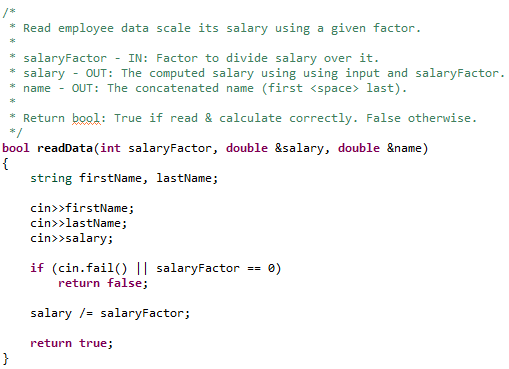 /*
 * Read employee data scale its salary using a given factor.
 *
 * salaryFactor - IN: Factor to divide salary over it.
 * salary - OUT: The computed salary using using input and salaryFactor.
 * name - OUT: The concatenated name (first <space> last).
 *
 * Return bool: True if read & calculate correctly. False otherwise.
 */
bool readData(int salaryFactor, double &salary, double &name)
{
    string firstName, lastName;

    cin>>firstName;
    cin>>lastName;
    cin>>salary;

    if (cin.fail() || salaryFactor == 0)
        return false;

    salary /= salaryFactor;

    return true;
}